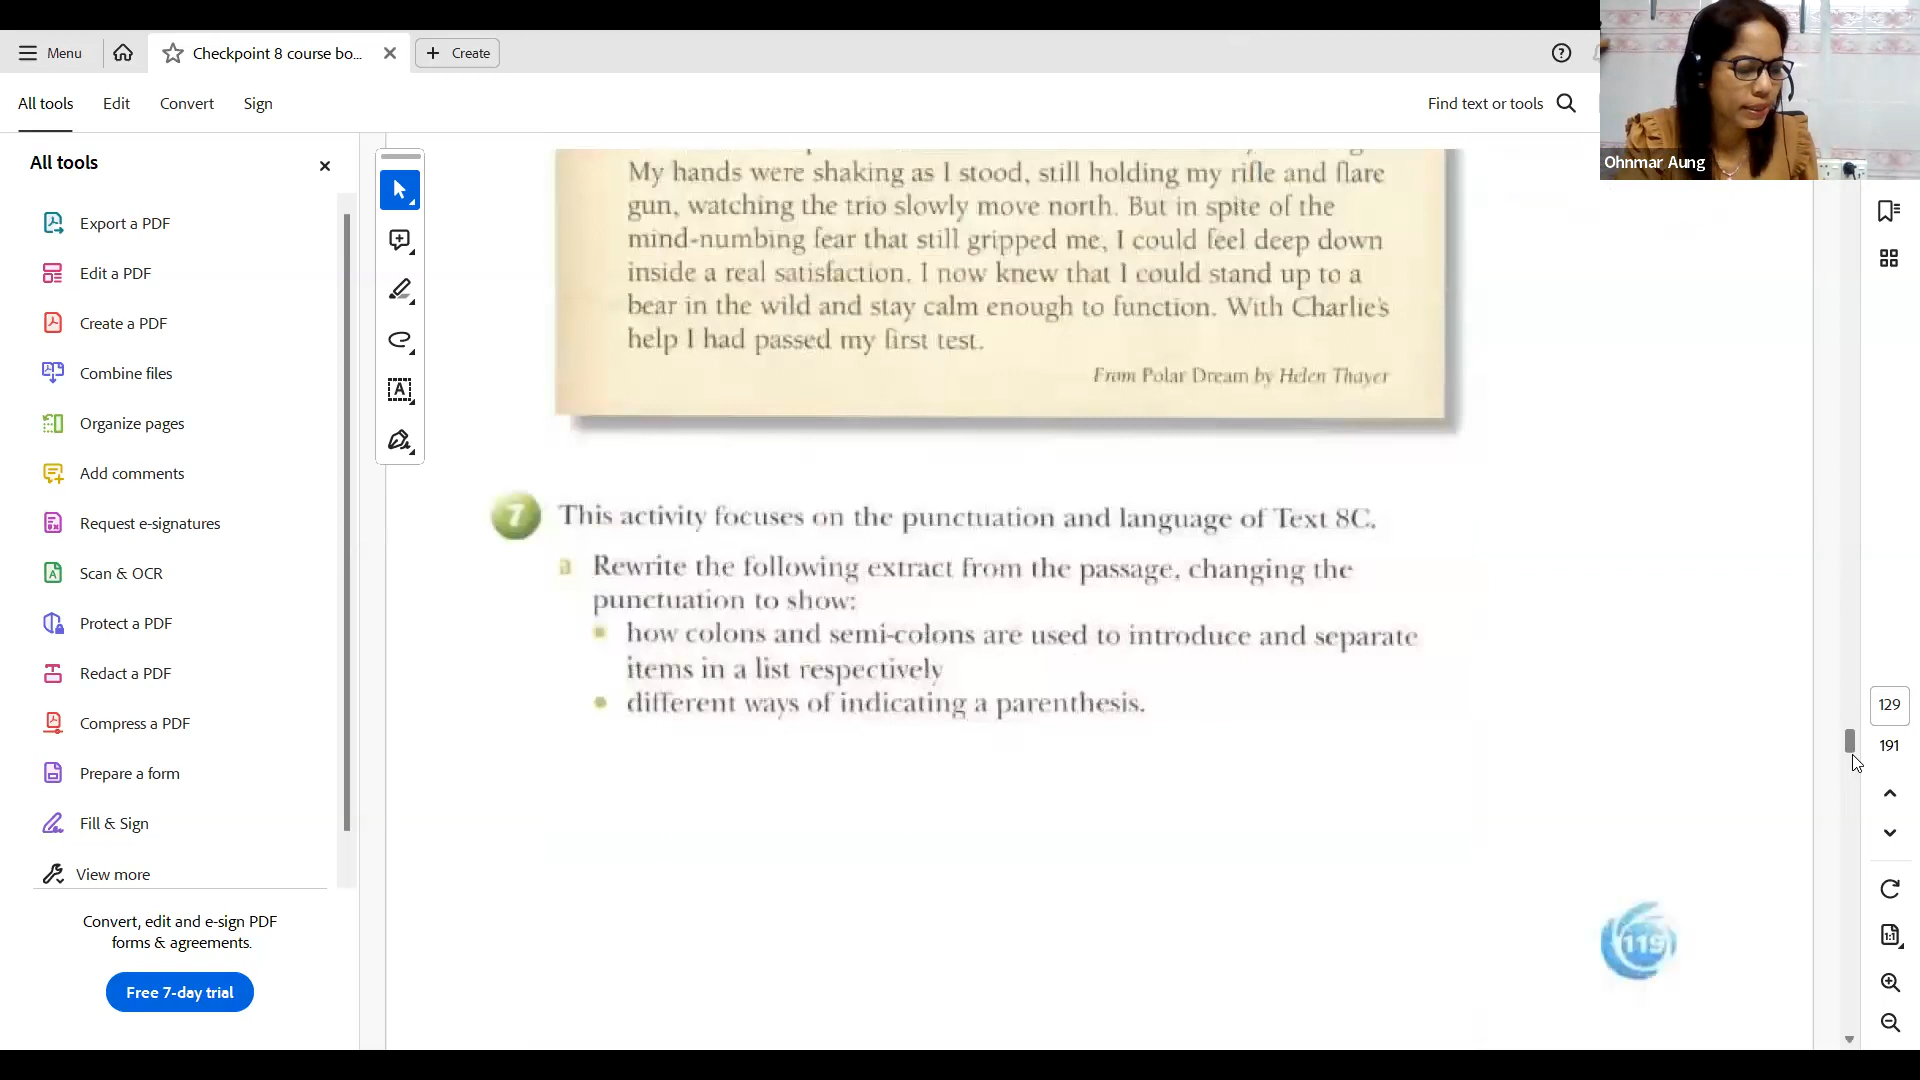 Menu
Checkpoint 8 course bo...
Create
All tools
Edit
Convert
Sign
Find text or tools
Ohnmar Aung
All tools
Export a PDF
Edit a PDF
Create a PDF
Combine files
Organize pages
Add comments
Request e-signatures
Scan & OCR
Protect a PDF
Redact a PDF
Compress a PDF
Prepare a form
Fill & Sign
View more
Convert, edit and e-sign PDF
forms & agreements.
Free 7-day trial
My hands were shaking as I stood, still holding my rifle and flare
gun, watching the trio slowly move north. But in spite of the
mind-numbing fear that still gripped me, I could feel deep down
inside a real satisfaction. I now knew that I could stand up to a
bear in the wild and stay calm enough to function. With Charlie's
help I had passed my first test.
From Polar Dream by Helen Thayer
7 This activity focuses on the punctuation and language of Text 8C.
a Rewrite the following extract from the passage, changing the
punctuation to show:
• how colons and semi-colons are used to introduce and separate
items in a list respectively
• different ways of indicating a parenthesis.
119
129
191